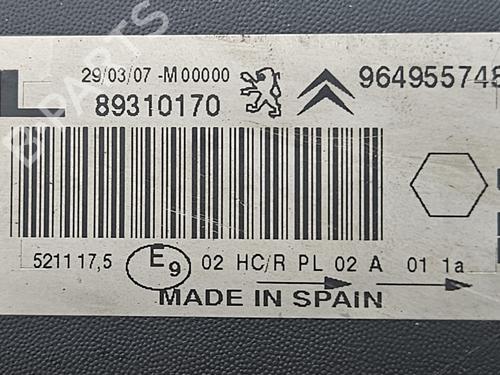 L
29/03/07 -M00000
89310170
964955748
5211 17,5
E9 02 HC/R PL 02 A 01 1a
MADE IN SPAIN
B-PARTS